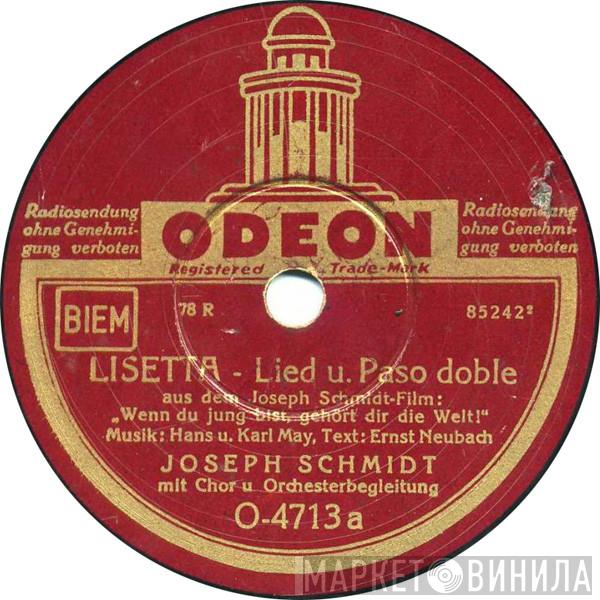 Radiosendung
ohne Genehmi-
gung verboten
ODEON
Radiosendung
ohne Genehmi-
gung verboten
Registered Trade-Mark
BIEM
78 R
85242²
LISETTA - Lied u. Paso doble
aus dem Joseph Schmidt-Film:
„Wenn du jung bist, gehört dir die Welt!"
Musik: Hans u. Karl May, Text: Ernst Neubach
JOSEPH SCHMIDT
mit Chor u Orchesterbegleitung
O-4713a
МАРКЕТ ВИНИЛА